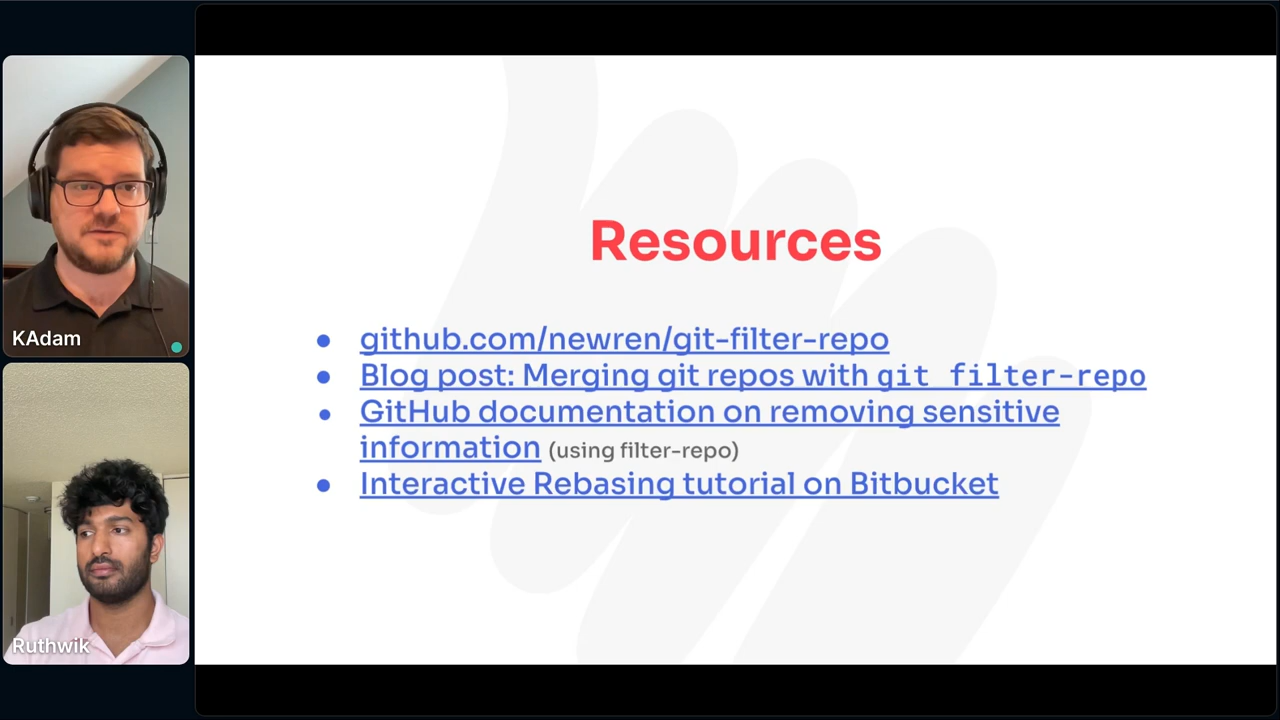 KAdam
Ruthwik
Resources
● github.com/newren/git-filter-repo
● Blog post: Merging git repos with git filter-repo
● GitHub documentation on removing sensitive
information (using filter-repo)
● Interactive Rebasing tutorial on Bitbucket